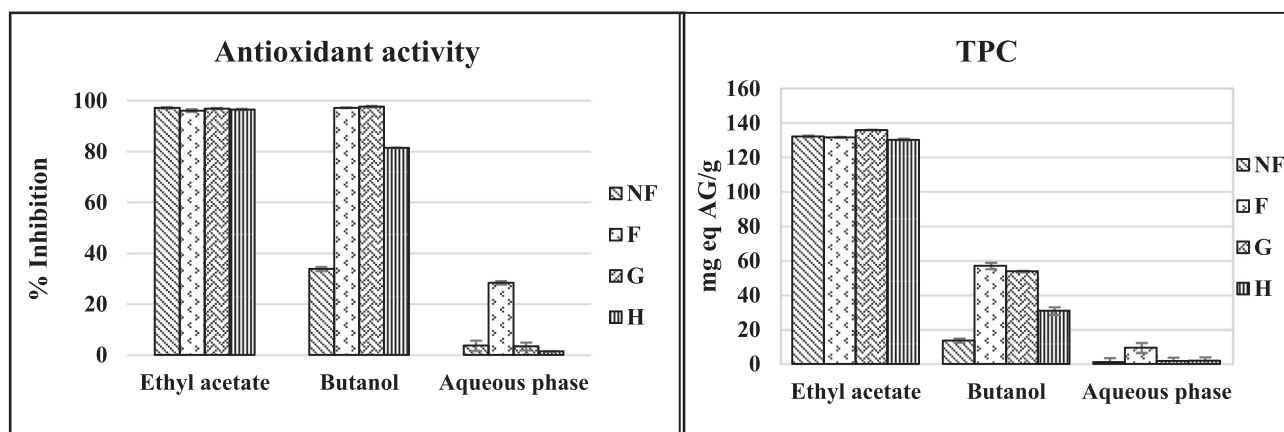 Antioxidant activity
% Inhibition
100
80
60
40
20
0
Ethyl acetate Butanol Aqueous phase
NF
F
G
H
TPC
mg eq AG/g
160
140
120
100
80
60
40
20
0
Ethyl acetate Butanol Aqueous phase
NF
F
G
H